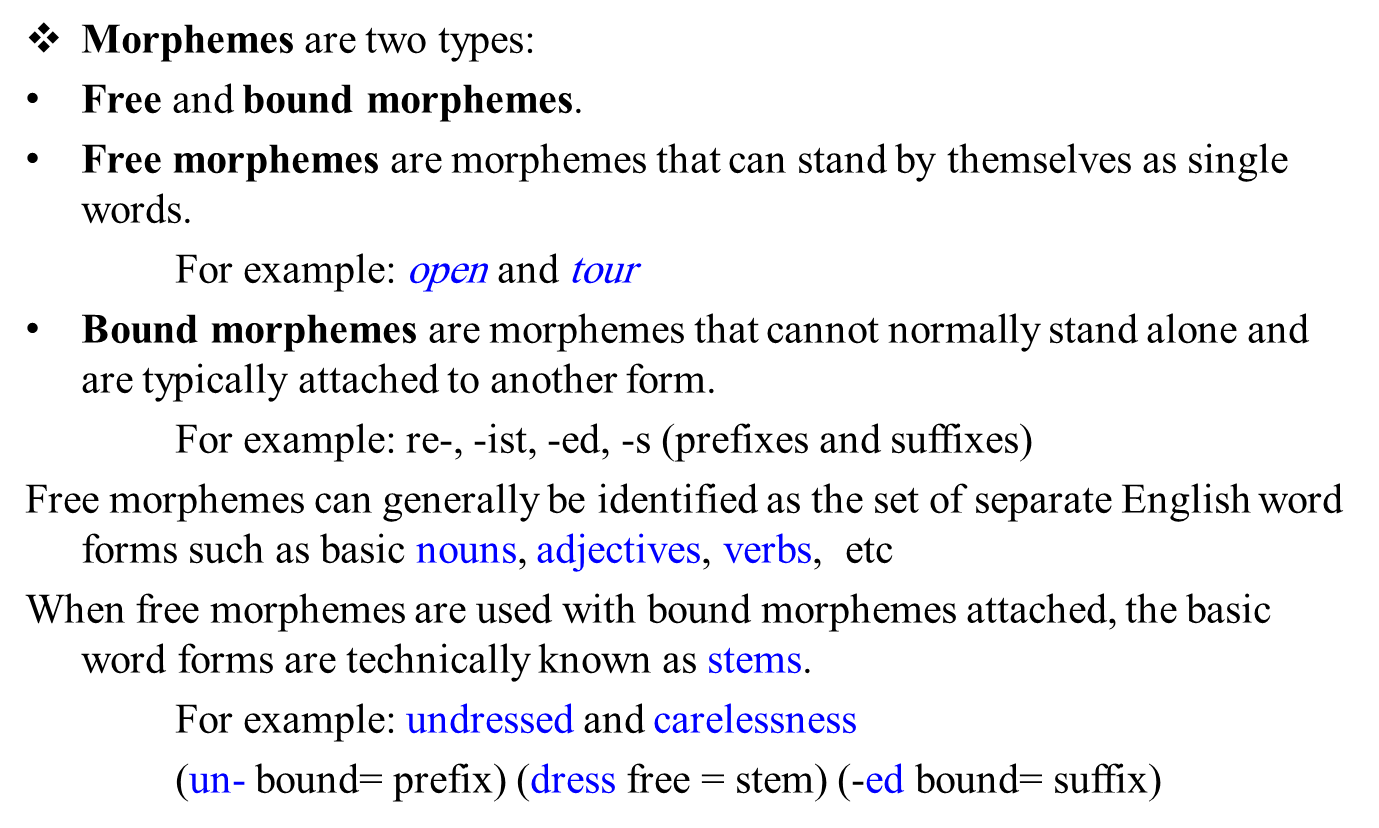 ❖ Morphemes are two types:
• Free and bound morphemes.
• Free morphemes are morphemes that can stand by themselves as single
words.
For example: open and tour
• Bound morphemes are morphemes that cannot normally stand alone and
are typically attached to another form.
For example: re-, -ist, -ed, -s (prefixes and suffixes)
Free morphemes can generally be identified as the set of separate English word
forms such as basic nouns, adjectives, verbs, etc
When free morphemes are used with bound morphemes attached, the basic
word forms are technically known as stems.
For example: undressed and carelessness
(un- bound= prefix) (dress free = stem) (-ed bound= suffix)